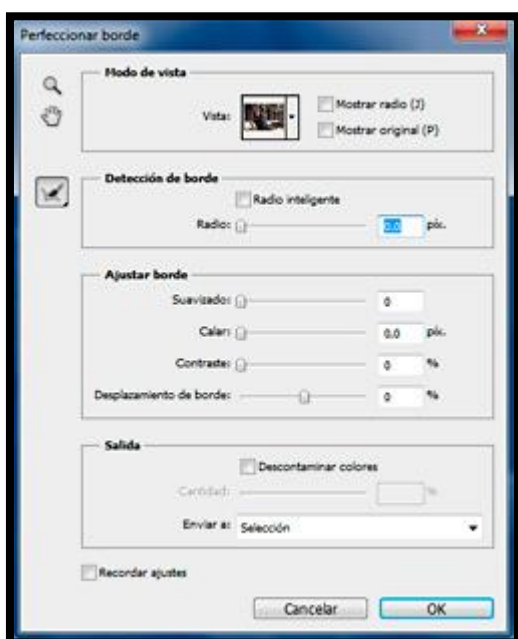 Perfeccionar borde
Modo de vista
Vista:
Mostrar radio (J)
Mostrar original (P)
Detección de borde
Radio inteligente
Radio: 0,0 píx.
Ajustar borde
Suavizado: 0
Calar: 0,0 píx.
Contraste: 0 %
Desplazamiento de borde: 0 %
Salida
Descontaminar colores
Cantidad: %
Enviar a: Selección
Recordar ajustes
Cancelar OK